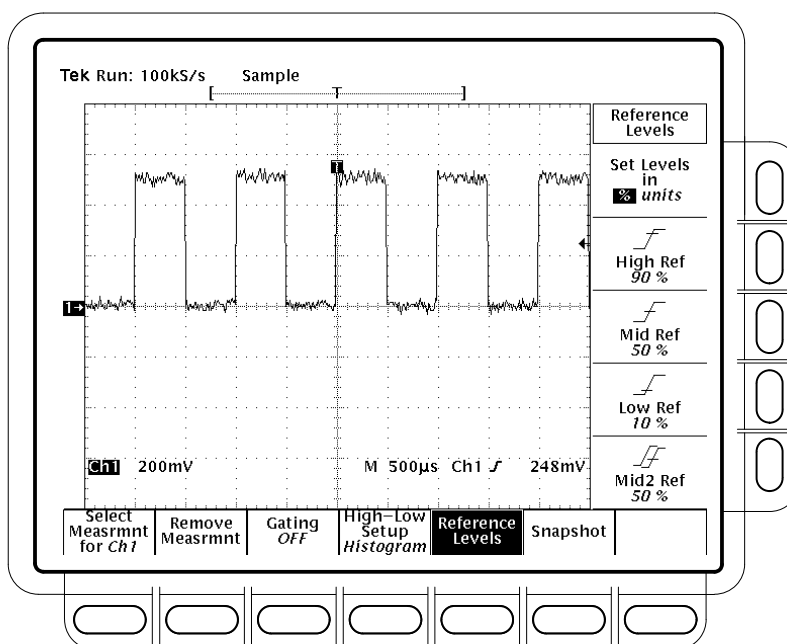 Tek Run: 100kS/s Sample
[ T ]
Reference
Levels
Set Levels
in
% units
High Ref
90 %
Mid Ref
50 %
Low Ref
10 %
Mid2 Ref
50 %
T
1→
Ch1 200mV M 500µs Ch1 248mV
Select
Measrmnt
for Ch1
Remove
Measrmnt
Gating
OFF
High–Low
Setup
Histogram
Reference
Levels
Snapshot